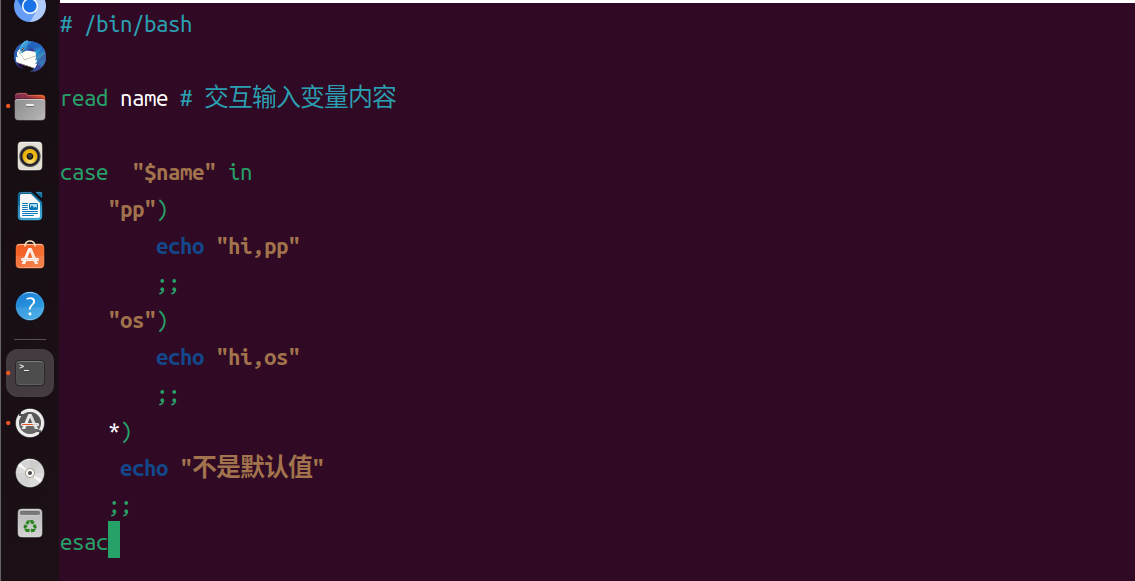 # /bin/bash
read name # 交互输入变量内容
case  "$name" in
    "pp")
        echo "hi,pp"
        ;;
    "os")
        echo "hi,os"
        ;;
    *)
     echo "不是默认值"
    ;;
esac